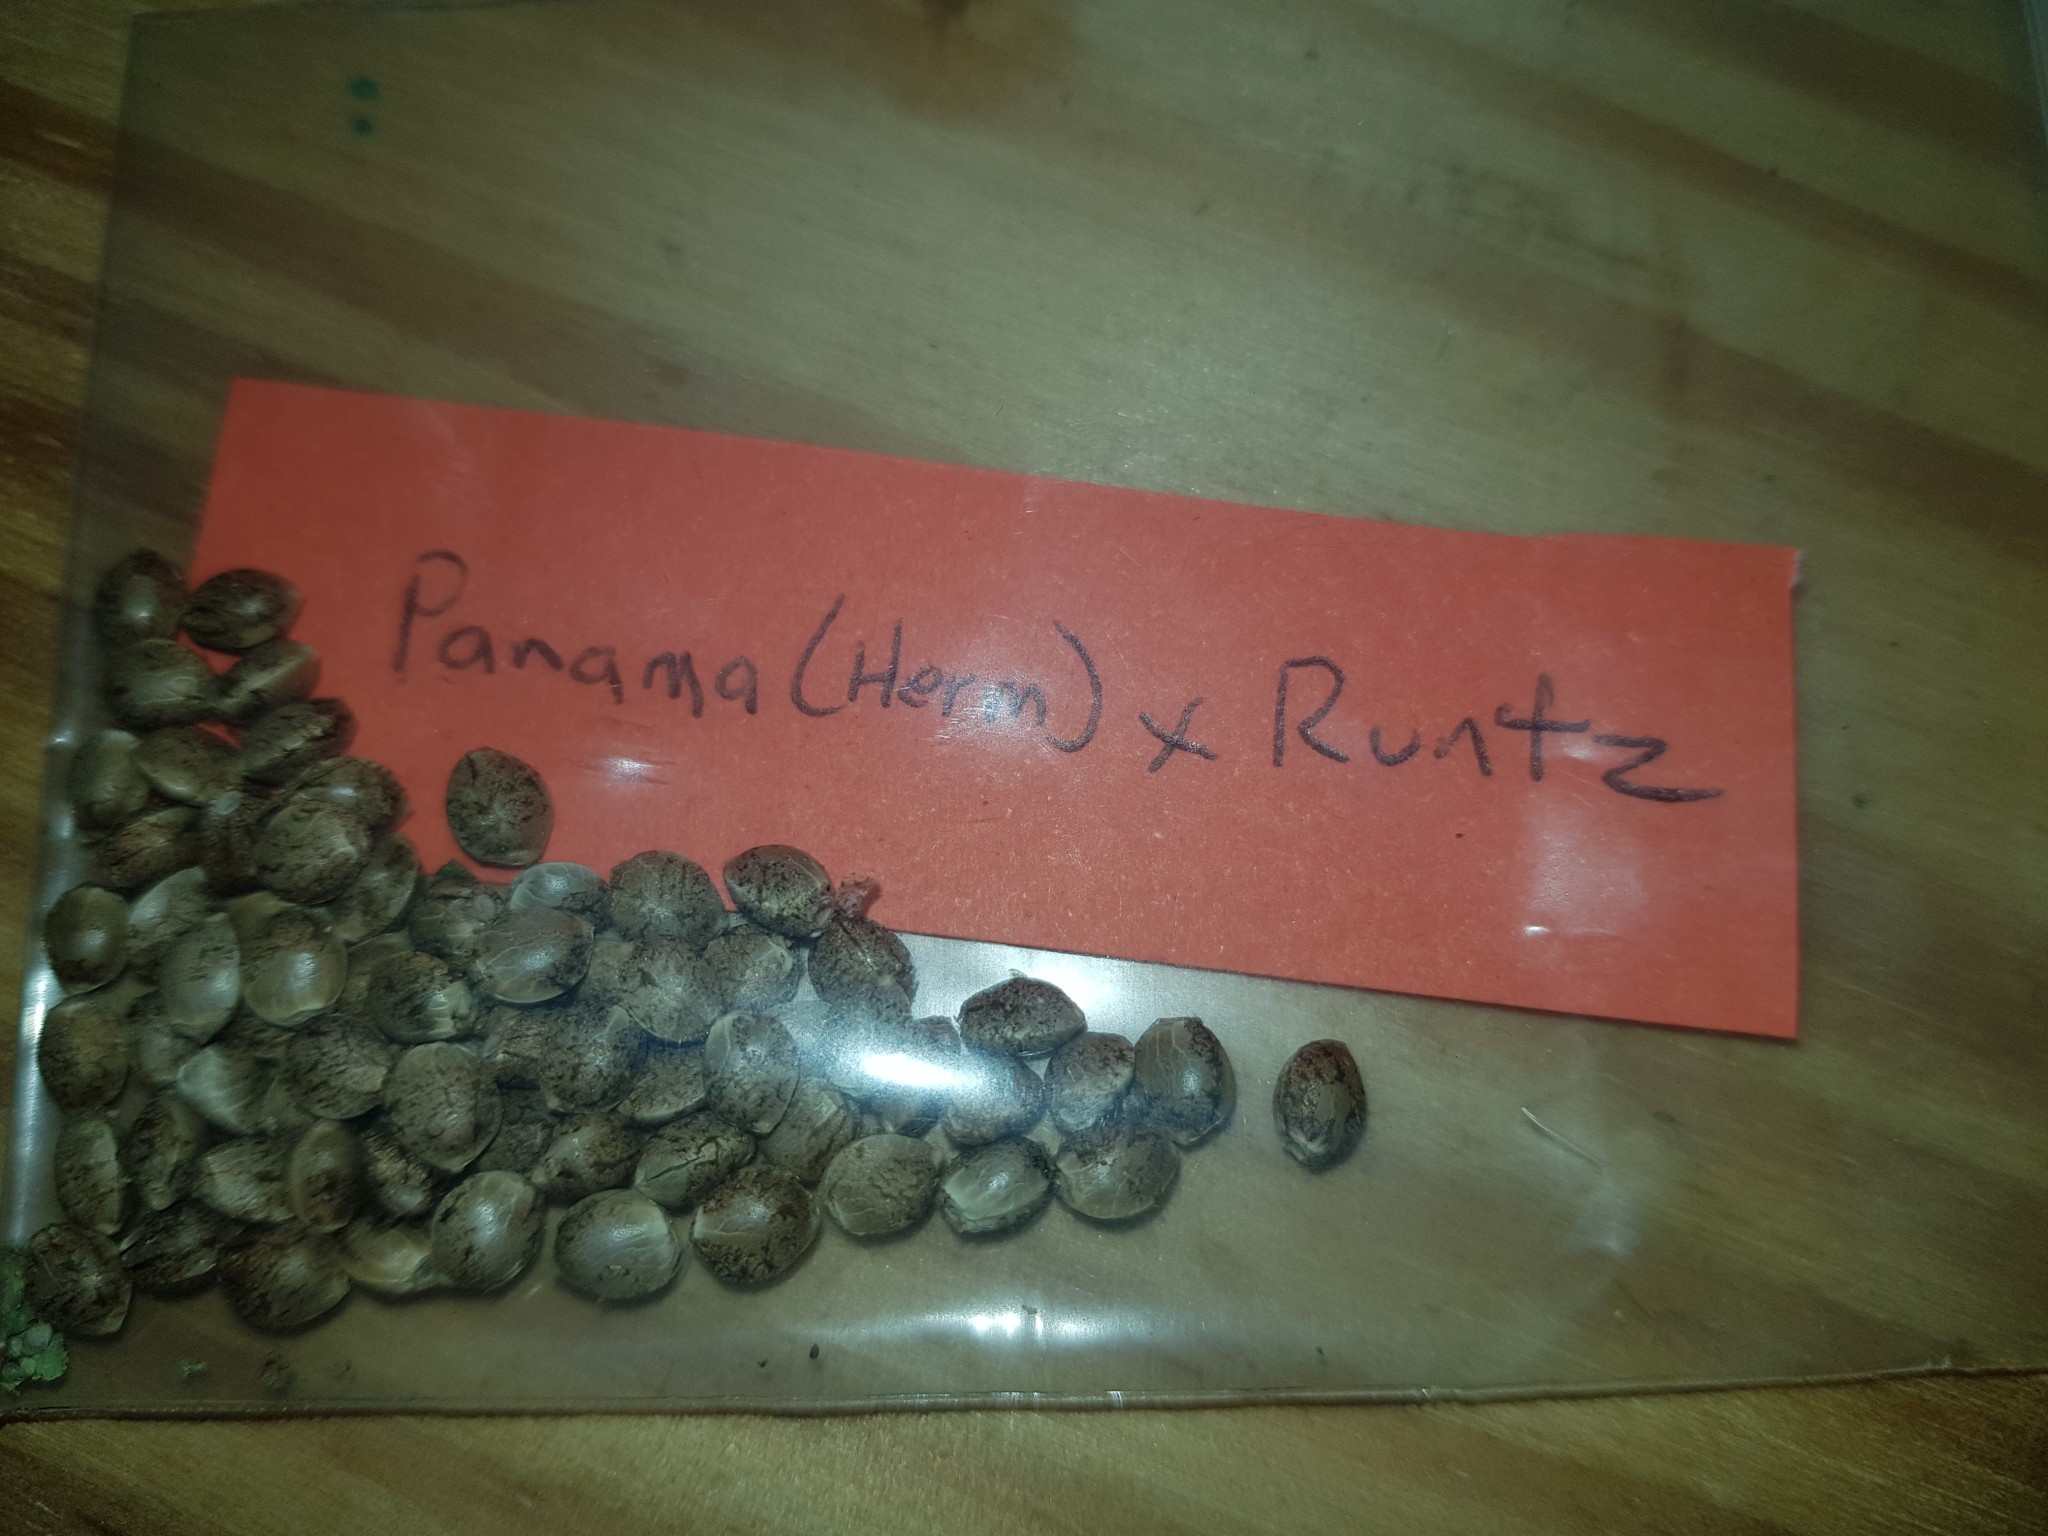 Panama (Herm) x Runtz